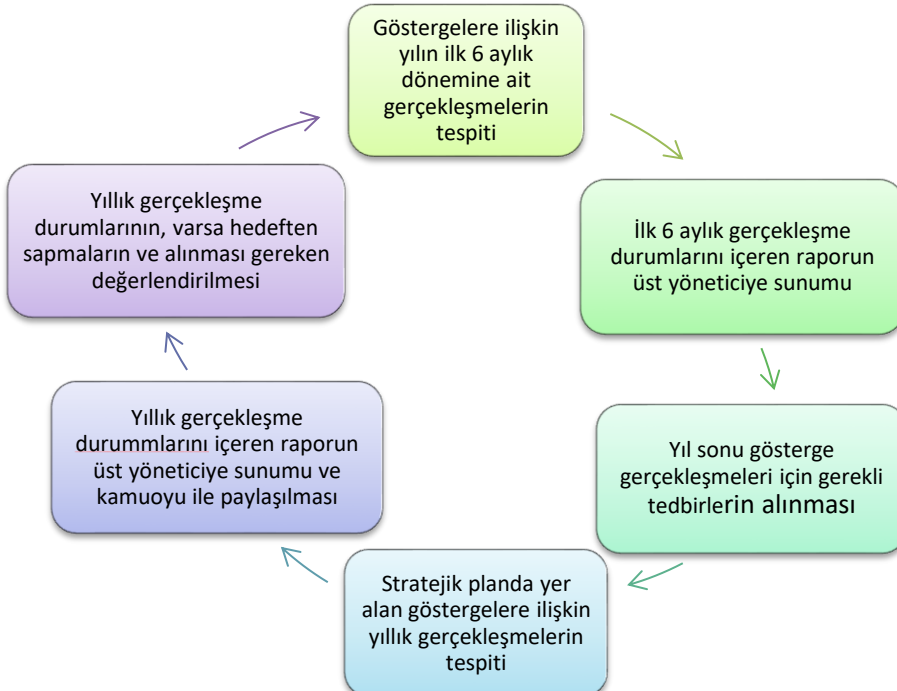 Göstergelere ilişkin
yılın ilk 6 aylık
dönemine ait
gerçekleşmelerin
tespiti
İlk 6 aylık gerçekleşme
durumlarını içeren raporun
üst yöneticiye sunumu
Yıl sonu gösterge
gerçekleşmeleri için gerekli
tedbirlerin alınması
Stratejik planda yer
alan göstergelere ilişkin
yıllık gerçekleşmelerin
tespiti
Yıllık gerçekleşme
durummlarını içeren raporun
üst yöneticiye sunumu ve
kamuoyu ile paylaşılması
Yıllık gerçekleşme
durumlarının, varsa hedeften
sapmaların ve alınması gereken
değerlendirilmesi